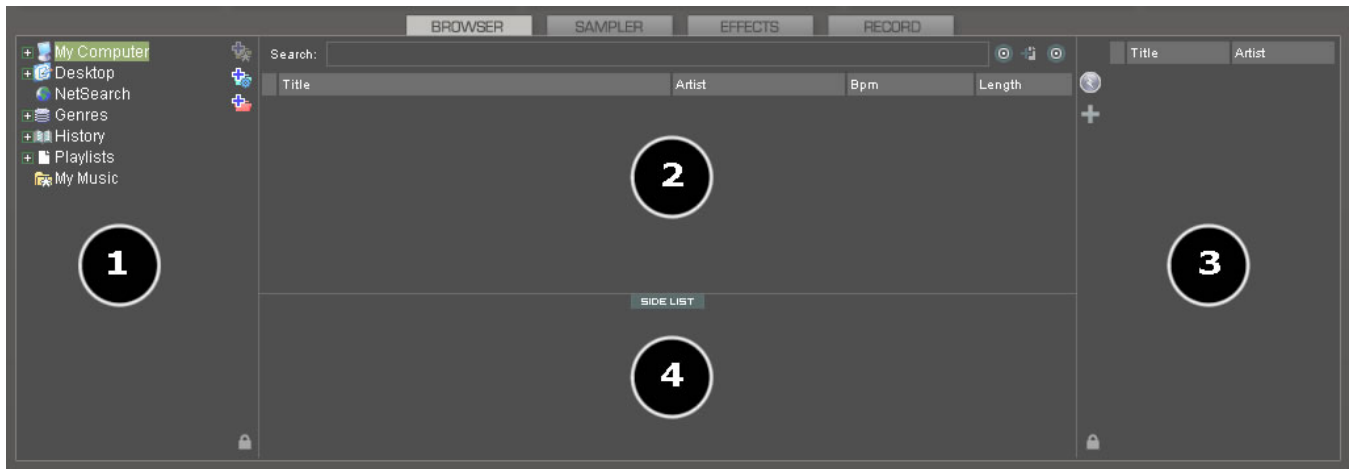 BROWSER SAMPLER EFFECTS RECORD
My Computer
Desktop
NetSearch
Genres
History
Playlists
My Music
1
Search:
Title Artist Bpm Length
2
SIDE LIST
4
Title Artist
3